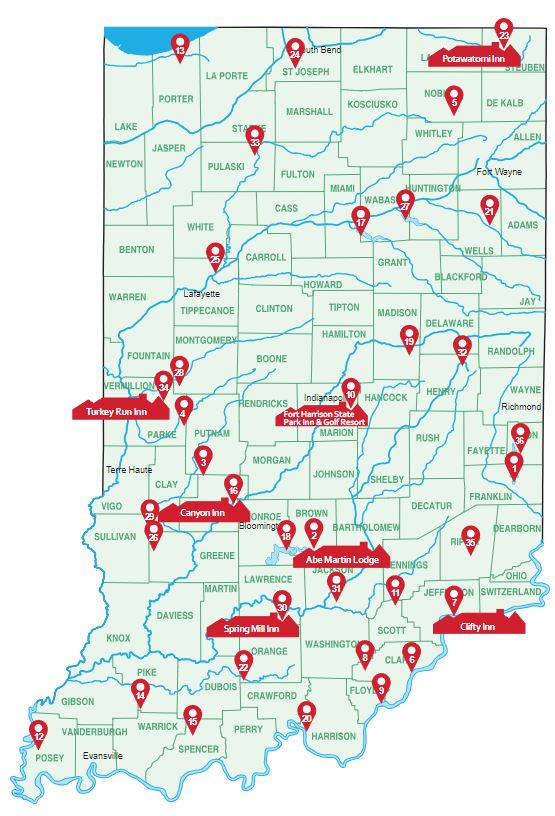 23
13
24
South Bend
Potawatomi Inn
STEUBEN
LA PORTE
ST JOSEPH
ELKHART
LA
PORTER
NOBL
5
DE KALB
MARSHALL
KOSCIUSKO
LAKE
STARKE
33
WHITLEY
ALLEN
JASPER
NEWTON
PULASKI
FULTON
Fort Wayne
MIAMI
WABASH
HUNTINGTON
27
CASS
17
21
ADAMS
WHITE
BENTON
25
CARROLL
WELLS
GRANT
BLACKFORD
HOWARD
WARREN
Lafayette
JAY
TIPPECANOE
CLINTON
TIPTON
MADISON
DELAWARE
MONTGOMERY
HAMILTON
19
32
RANDOLPH
FOUNTAIN
BOONE
28
34
VERMILLION
HENRY
WAYNE
Turkey Run Inn
4
HENDRICKS
Indianapo
10
HANCOCK
Richmond
Fort Harrison State
Park Inn & Golf Resort
PARKE
PUTNAM
MARION
RUSH
36
ON
FAYETTE
3
MORGAN
1
Terre Haute
JOHNSON
SHELBY
CLAY
16
FRANKLIN
VIGO
29
Canyon Inn
MONROE
BROWN
DECATUR
Bloomingt
BARTHOLOMEW
DEARBORN
SULLIVAN
26
18
2
RIP
35
GREENE
Abe Martin Lodge
JACKSON
JENNINGS
OHIO
LAWRENCE
MARTIN
31
11
JEFFERSON
7
SWITZERLAND
30
DAVIESS
Spring Mill Inn
Clifty Inn
SCOTT
KNOX
WASHINGTON
ORANGE
8
CLA
6
22
PIKE
DUBOIS
FLOYD
9
GIBSON
14
CRAWFORD
12
VANDERBURGH
WARRICK
15
PERRY
20
HARRISON
SPENCER
POSEY
Evansville